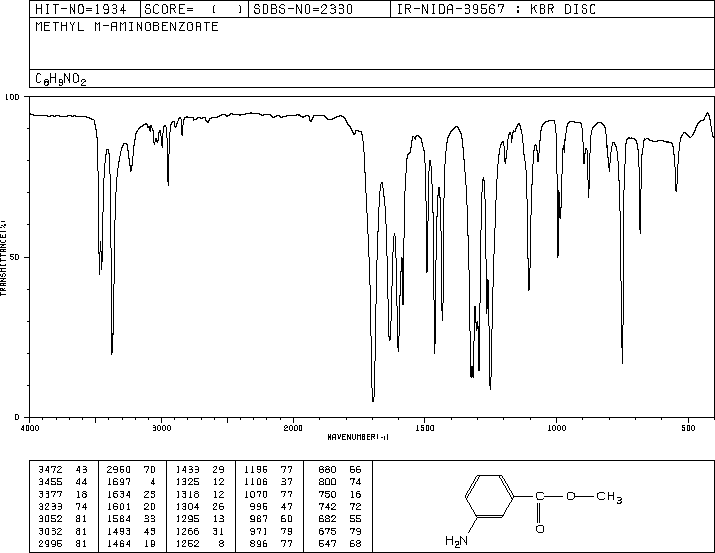 HIT-NO=1934 SCORE= ( ) SDBS-NO=2330 IR-NIDA-39567 : KBR DISC
METHYL M-AMINOBENZOATE
C8H9NO2
100
50
0
TRANSMITTANCE(%)
4000 3000 2000 1500 1000 500
WAVENUMBER(-1)
3472 43 2960 70 1439 29 1196 77 880 66
3455 44 1697 4 1325 12 1106 37 800 74
3377 18 1634 23 1318 12 1070 77 750 16
3233 74 1601 20 1304 26 996 47 742 72
3052 81 1584 33 1295 13 987 60 682 55
3032 81 1493 43 1266 31 971 79 675 79
2996 81 1464 19 1252 8 896 77 547 68
C O CH3
O
H2N